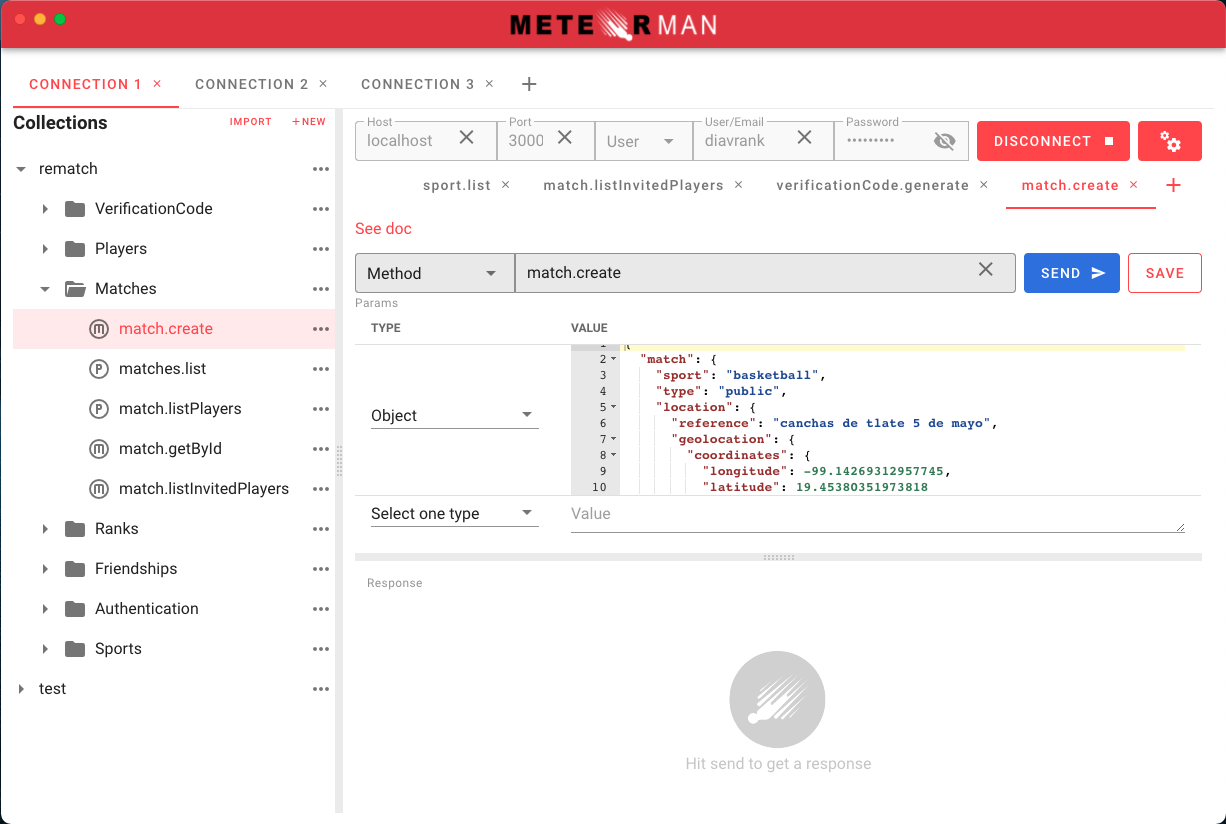 METEORMAN
CONNECTION 1 × CONNECTION 2 × CONNECTION 3 × +
Collections IMPORT +NEW
rematch
VerificationCode
Players
Matches
m match.create
P matches.list
P match.listPlayers
m match.getById
m match.listInvitedPlayers
Ranks
Friendships
Authentication
Sports
test
Host Port User/Email Password
localhost 3000 User diavrank ••••••••• DISCONNECT
sport.list × match.listInvitedPlayers × verificationCode.generate × match.create × +
See doc
Method match.create SEND SAVE
Params
TYPE VALUE
Object
1 {
2 "match": {
3 "sport": "basketball",
4 "type": "public",
5 "location": {
6 "reference": "canchas de tlate 5 de mayo",
7 "geolocation": {
8 "coordinates": {
9 "longitude": -99.14269312957745,
10 "latitude": 19.45380351973818
Select one type Value
Response
Hit send to get a response